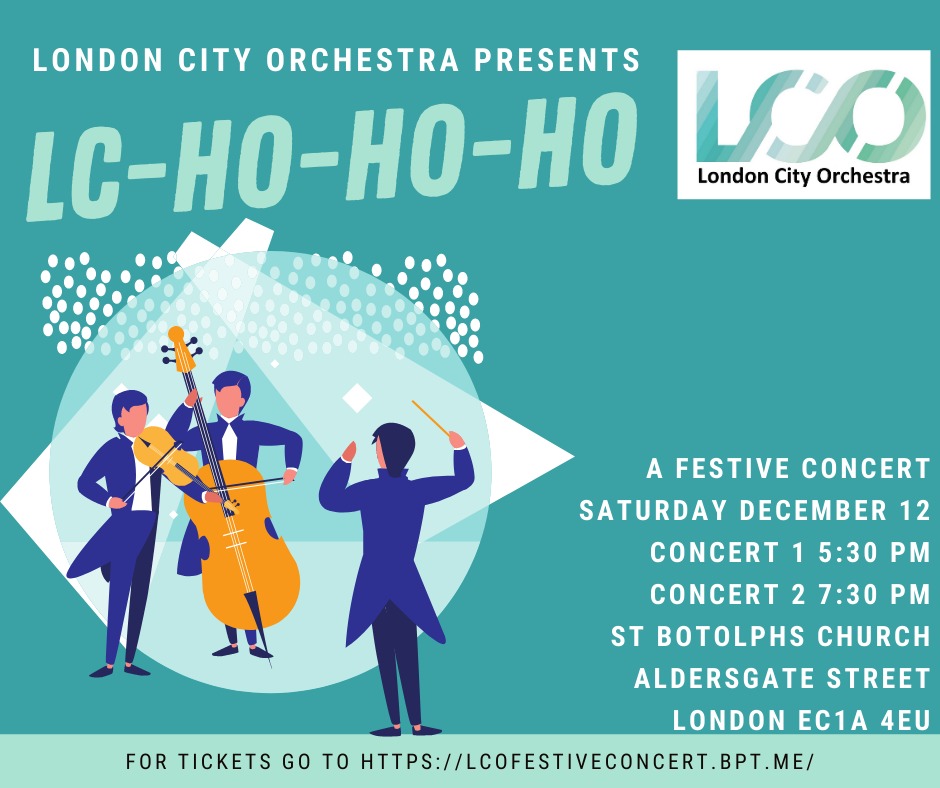 LONDON CITY ORCHESTRA PRESENTS
LC-HO-HO-HO
LCO
London City Orchestra
A FESTIVE CONCERT
SATURDAY DECEMBER 12
CONCERT 1 5:30 PM
CONCERT 2 7:30 PM
ST BOTOLPHS CHURCH
ALDERSGATE STREET
LONDON EC1A 4EU
FOR TICKETS GO TO HTTPS://LCOFESTIVECONCERT.BPT.ME/